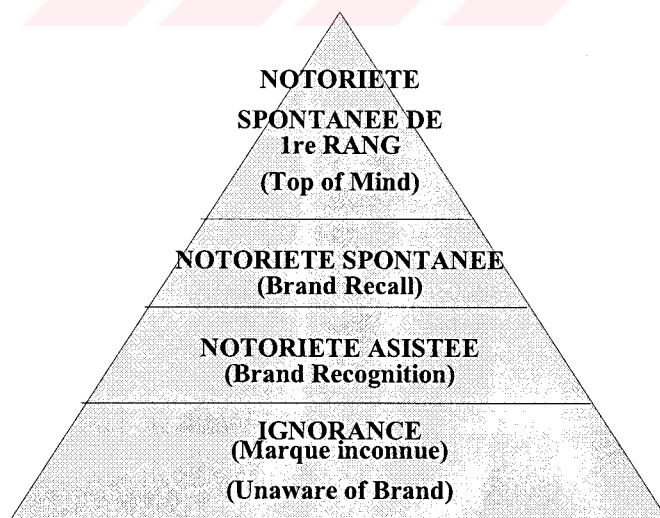 NOTORIETE
SPONTANEE DE
1re RANG
(Top of Mind)
NOTORIETE SPONTANEE
(Brand Recall)
NOTORIETE ASISTEE
(Brand Recognition)
IGNORANCE
(Marque inconnue)
(Unaware of Brand)